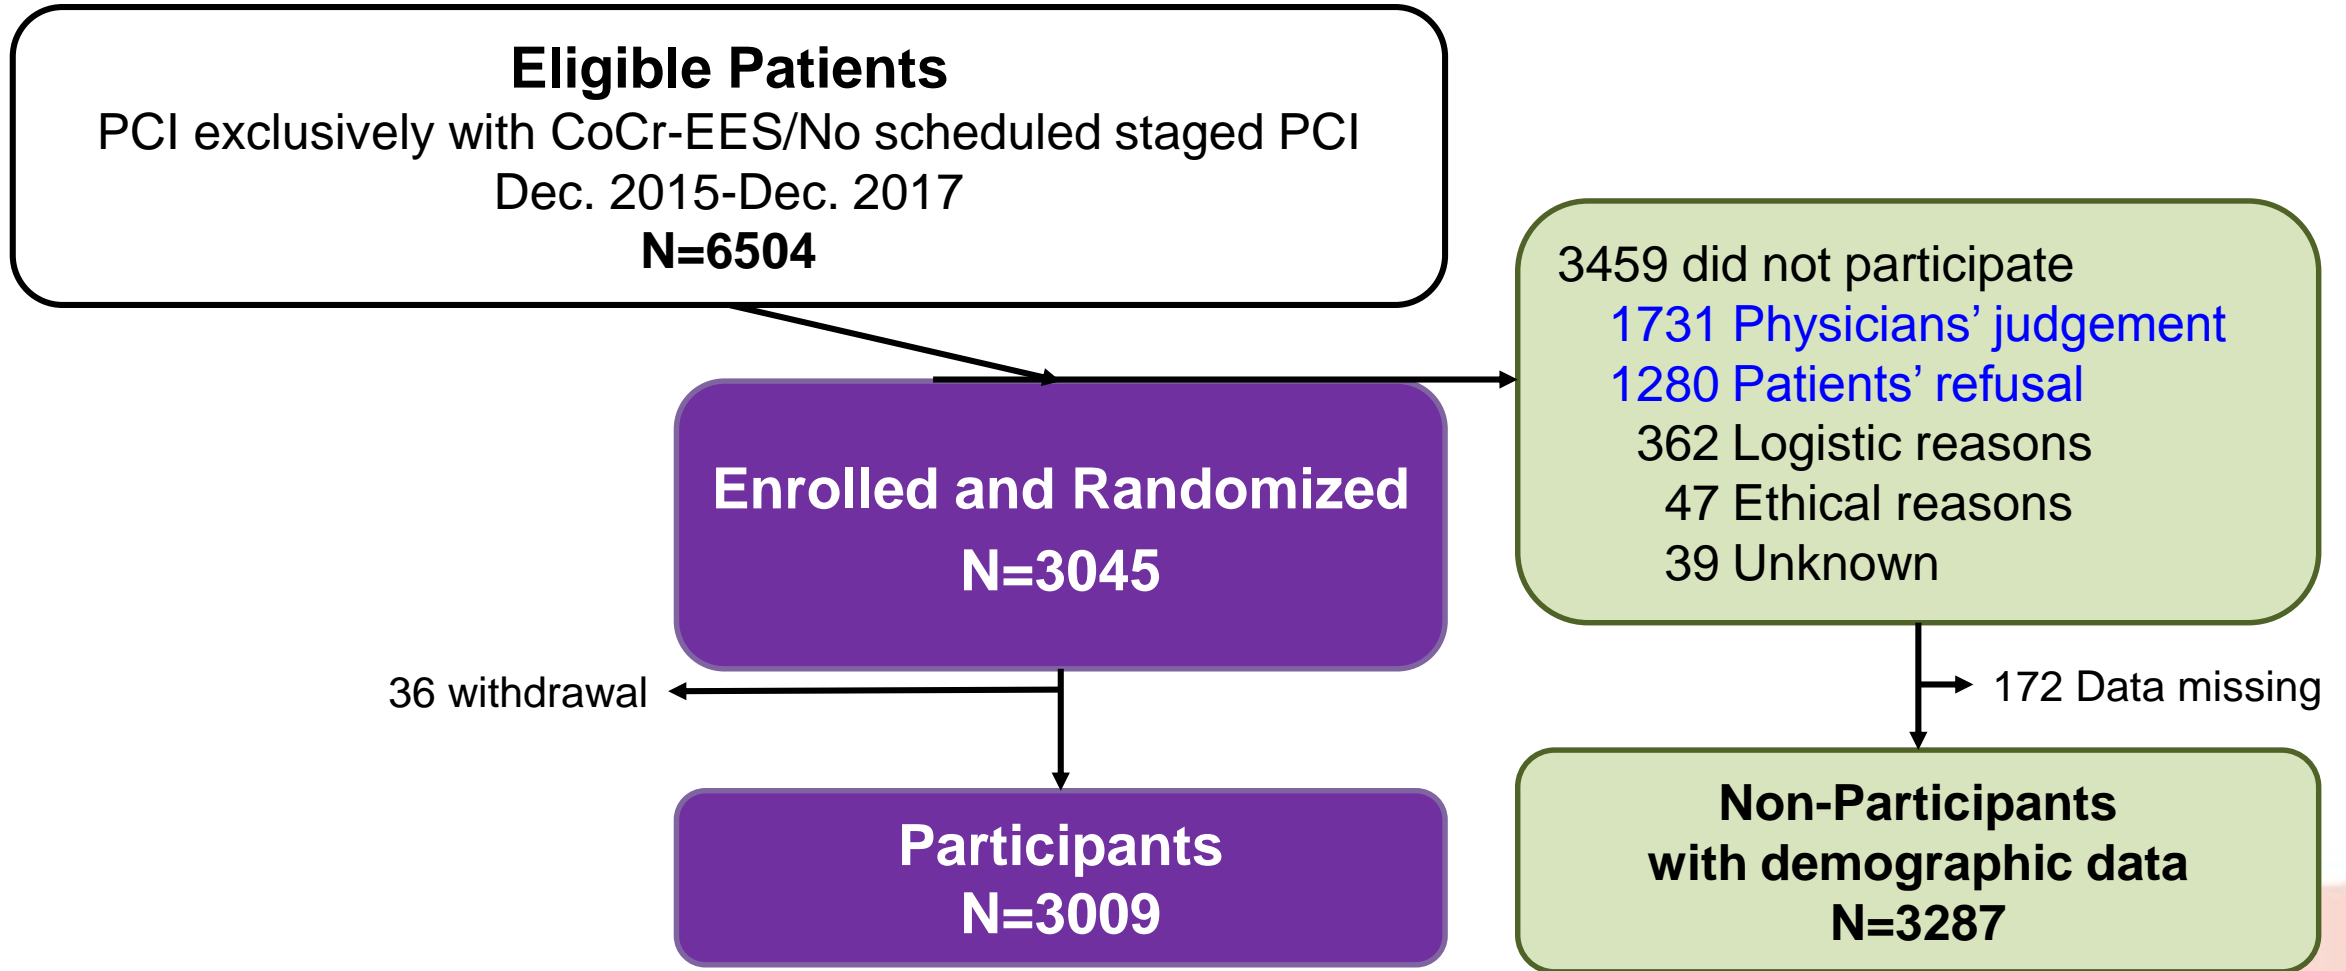 Eligible Patients
PCI exclusively with CoCr-EES/No scheduled staged PCI
Dec. 2015-Dec. 2017
N=6504
3459 did not participate
1731 Physicians’ judgement
1280 Patients’ refusal
362 Logistic reasons
47 Ethical reasons
39 Unknown
Enrolled and Randomized
N=3045
36 withdrawal
172 Data missing
Participants
N=3009
Non-Participants
with demographic data
N=3287